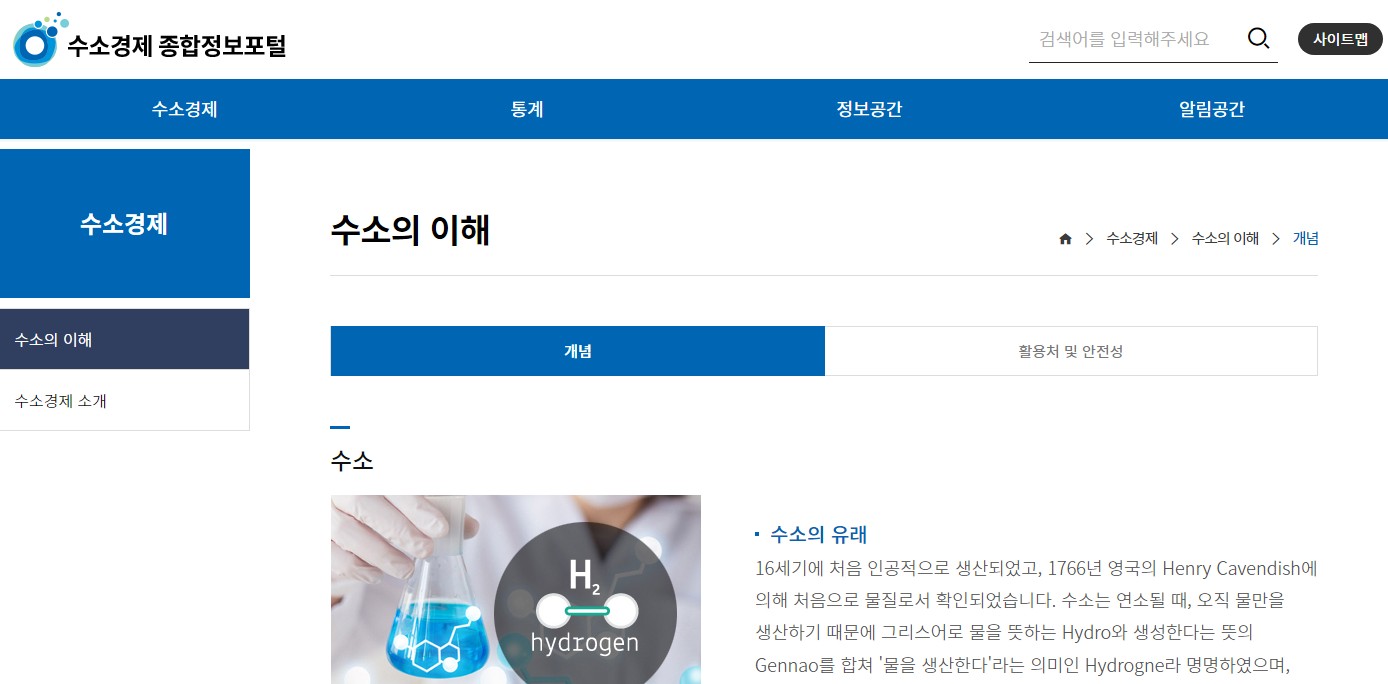 수소경제 종합정보포털
검색어를 입력해주세요
사이트맵
수소경제 통계 정보공간 알림공간
수소경제
수소의 이해
수소경제 소개
수소의 이해
수소경제 > 수소의 이해 > 개념
개념 활용처 및 안전성
수소
H2
hydrogen
수소의 유래
16세기에 처음 인공적으로 생산되었고, 1766년 영국의 Henry Cavendish에
의해 처음으로 물질로서 확인되었습니다. 수소는 연소될 때, 오직 물만을
생산하기 때문에 그리스어로 물을 뜻하는 Hydro와 생성한다는 뜻의
Gennao를 합쳐 '물을 생산한다'라는 의미인 Hydrogne라 명명하였으며,